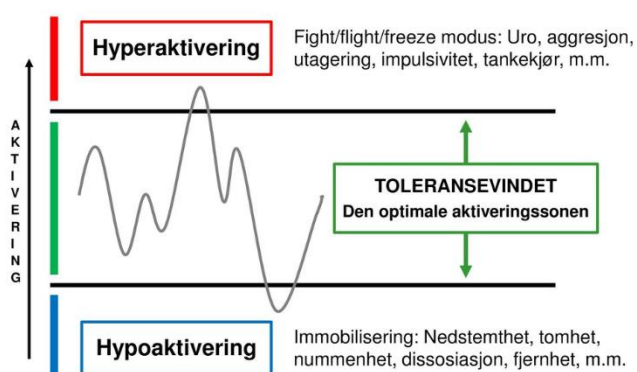 Hyperaktivering
Fight/flight/freeze modus: Uro, aggresjon,
utagering, impulsivitet, tankekjør, m.m.
AKTIVERING
TOLERANSEVINDET
Den optimale aktiveringssonen
Hypoaktivering
Immobilisering: Nedstemthet, tomhet,
nummenhet, dissosiasjon, fjernhet, m.m.